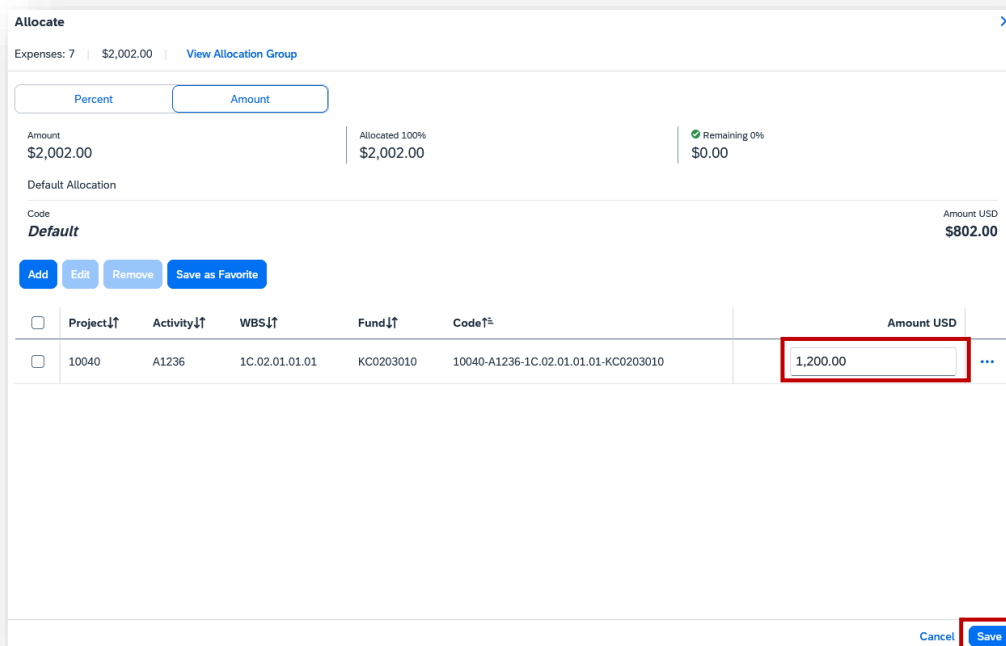 Allocate
Expenses: 7 | $2,002.00 | View Allocation Group
Percent Amount
Amount Allocated 100% Remaining 0%
$2,002.00 $2,002.00 $0.00
Default Allocation
Code Amount USD
Default $802.00
Add Edit Remove Save as Favorite
Project Activity WBS Fund Code Amount USD
10040 A1236 1C.02.01.01.01 KC0203010 10040-A1236-1C.02.01.01.01-KC0203010 1,200.00
Cancel Save